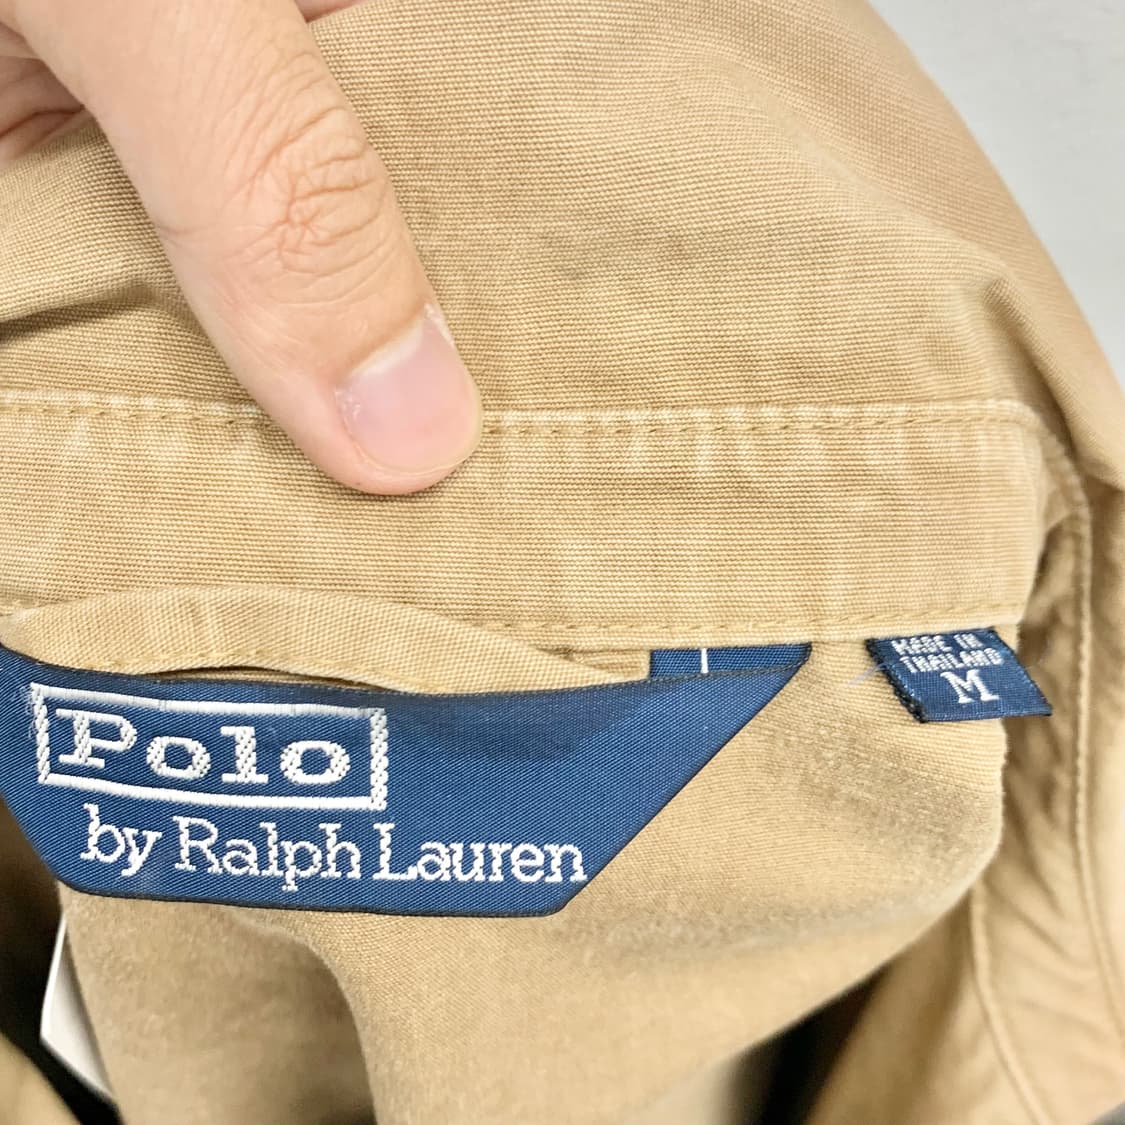 Polo
by Ralph Lauren
MADE IN
THAILAND
M